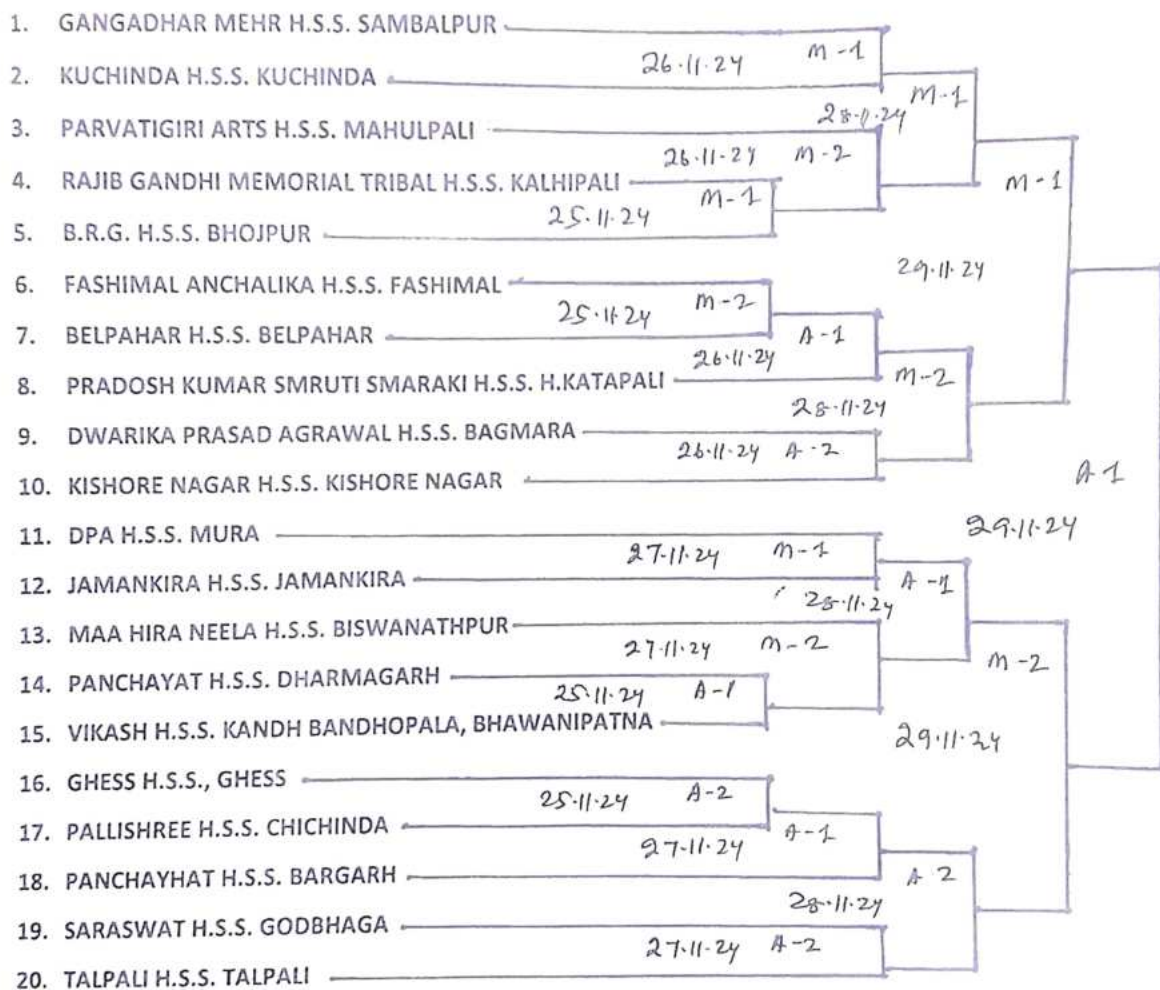 1. GANGADHAR MEHR H.S.S. SAMBALPUR
26.11.24 M-1
2. KUCHINDA H.S.S. KUCHINDA
M-1
28.11.24
3. PARVATIGIRI ARTS H.S.S. MAHULPALI
26.11.24 M-2
4. RAJIB GANDHI MEMORIAL TRIBAL H.S.S. KALHIPALI
M-1
25.11.24 M-1
5. B.R.G. H.S.S. BHOJPUR
29.11.24
6. FASHIMAL ANCHALIKA H.S.S. FASHIMAL
25.11.24 M-2
7. BELPAHAR H.S.S. BELPAHAR
A-1
26.11.24
8. PRADOSH KUMAR SMRUTI SMARAKI H.S.S. H.KATAPALI
M-2
28.11.24
9. DWARIKA PRASAD AGRAWAL H.S.S. BAGMARA
26.11.24 A-2
10. KISHORE NAGAR H.S.S. KISHORE NAGAR
A-1
29.11.24
11. DPA H.S.S. MURA
27.11.24 M-1
12. JAMANKIRA H.S.S. JAMANKIRA
A-1
28.11.24
13. MAA HIRA NEELA H.S.S. BISWANATHPUR
27.11.24 M-2
M-2
14. PANCHAYAT H.S.S. DHARMAGARH
25.11.24 A-1
15. VIKASH H.S.S. KANDH BANDHOPALA, BHAWANIPATNA
29.11.24
16. GHESS H.S.S., GHESS
25.11.24 A-2
17. PALLISHREE H.S.S. CHICHINDA
27.11.24 A-1
18. PANCHAYHAT H.S.S. BARGARH
A-2
28.11.24
19. SARASWAT H.S.S. GODBHAGA
27.11.24 A-2
20. TALPALI H.S.S. TALPALI